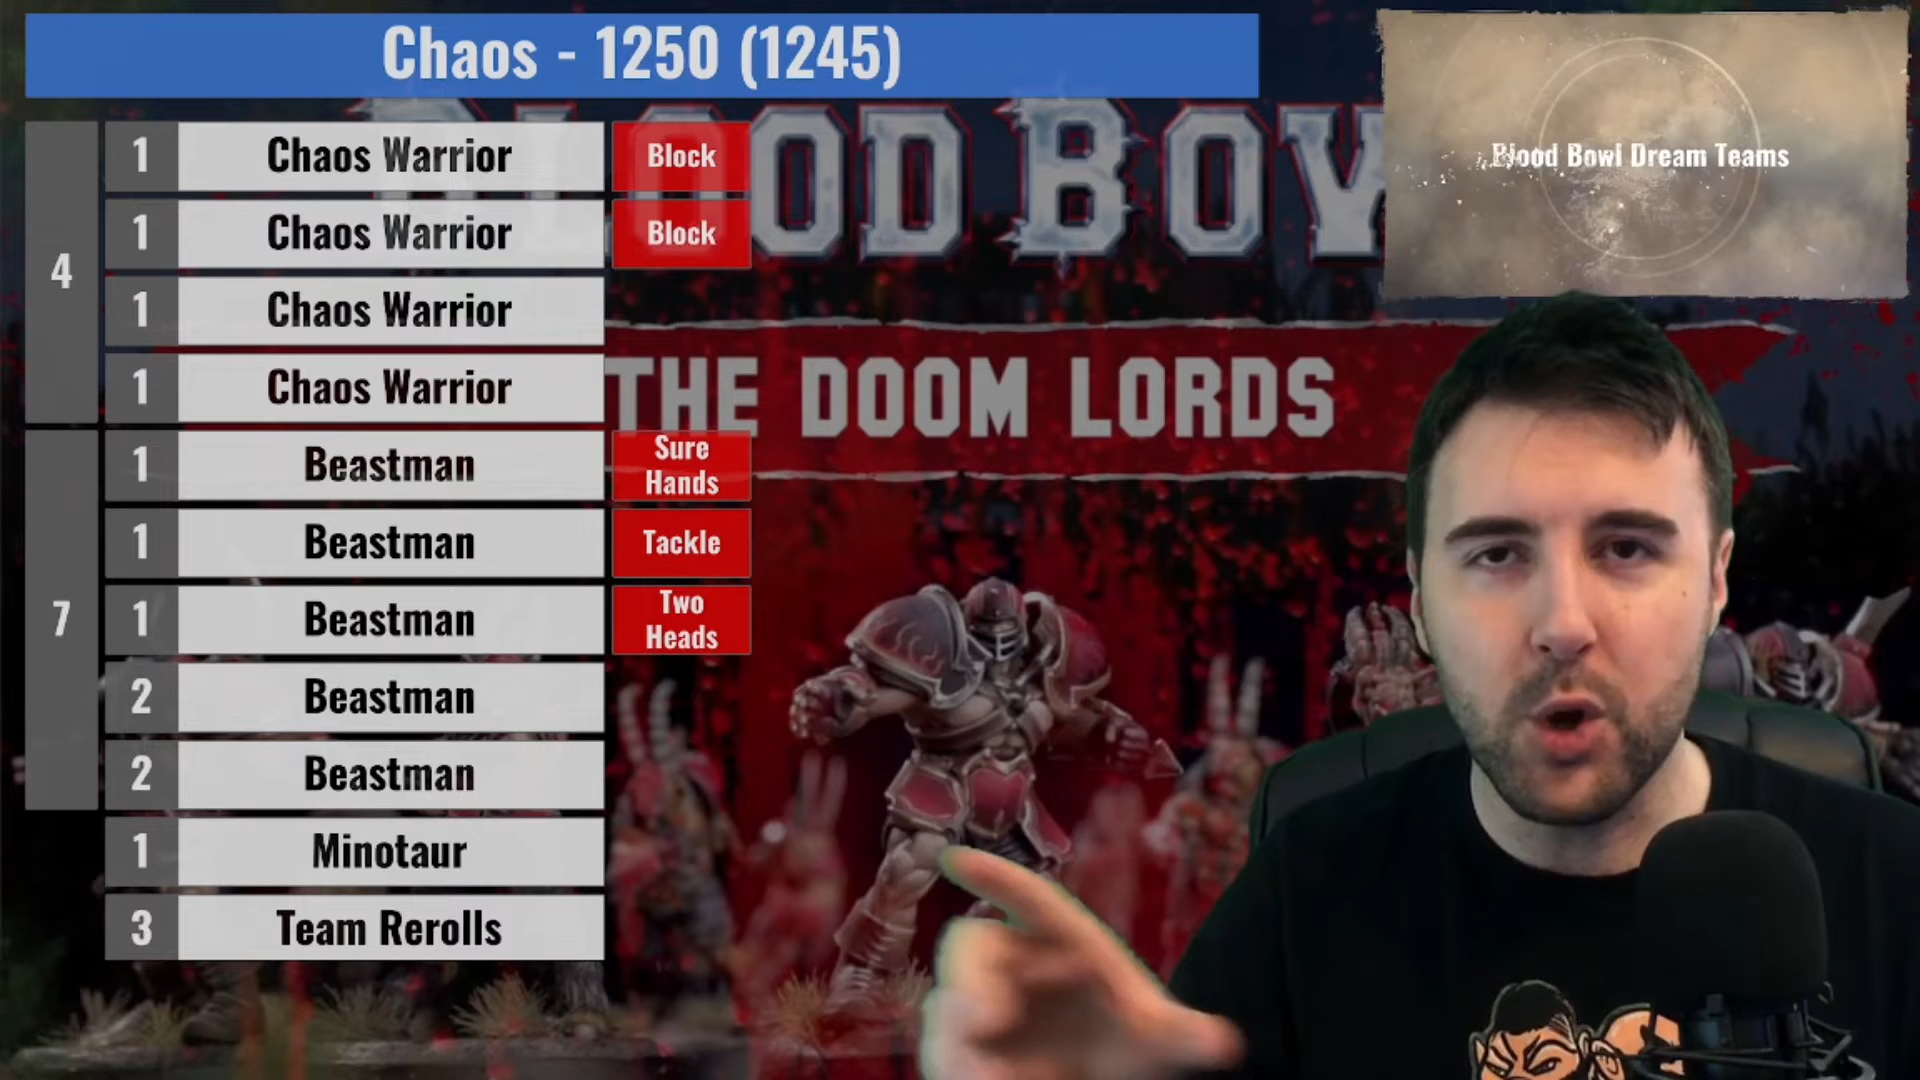 Chaos - 1250 (1245)
Blood Bowl Dream Teams
4
1 Chaos Warrior Block
1 Chaos Warrior Block
1 Chaos Warrior
1 Chaos Warrior
THE DOOM LORDS
7
1 Beastman Sure Hands
1 Beastman Tackle
1 Beastman Two Heads
2 Beastman
2 Beastman
1 Minotaur
3 Team Rerolls